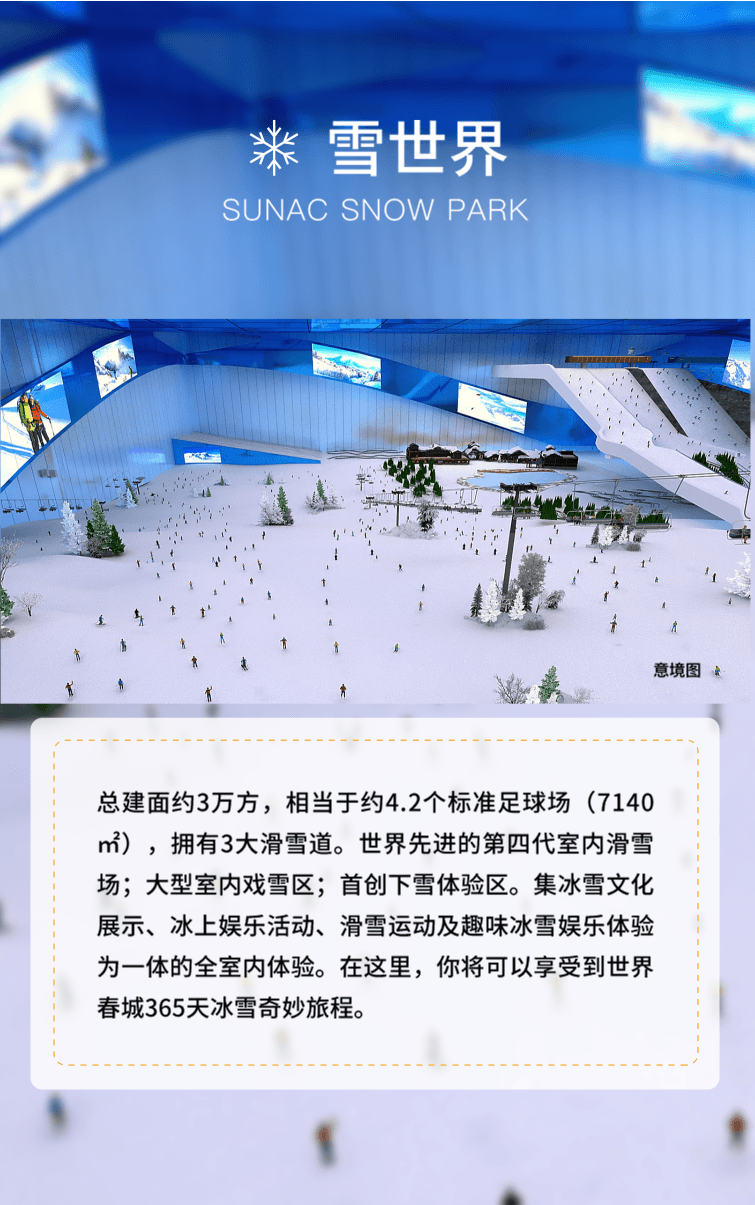 雪世界
SUNAC SNOW PARK
意境图
总建面约3万方，相当于约4.2个标准足球场（7140
㎡），拥有3大滑雪道。世界先进的第四代室内滑雪
场；大型室内戏雪区；首创下雪体验区。集冰雪文化
展示、冰上娱乐活动、滑雪运动及趣味冰雪娱乐体验
为一体的全室内体验。在这里，你将可以享受到世界
春城365天冰雪奇妙旅程。